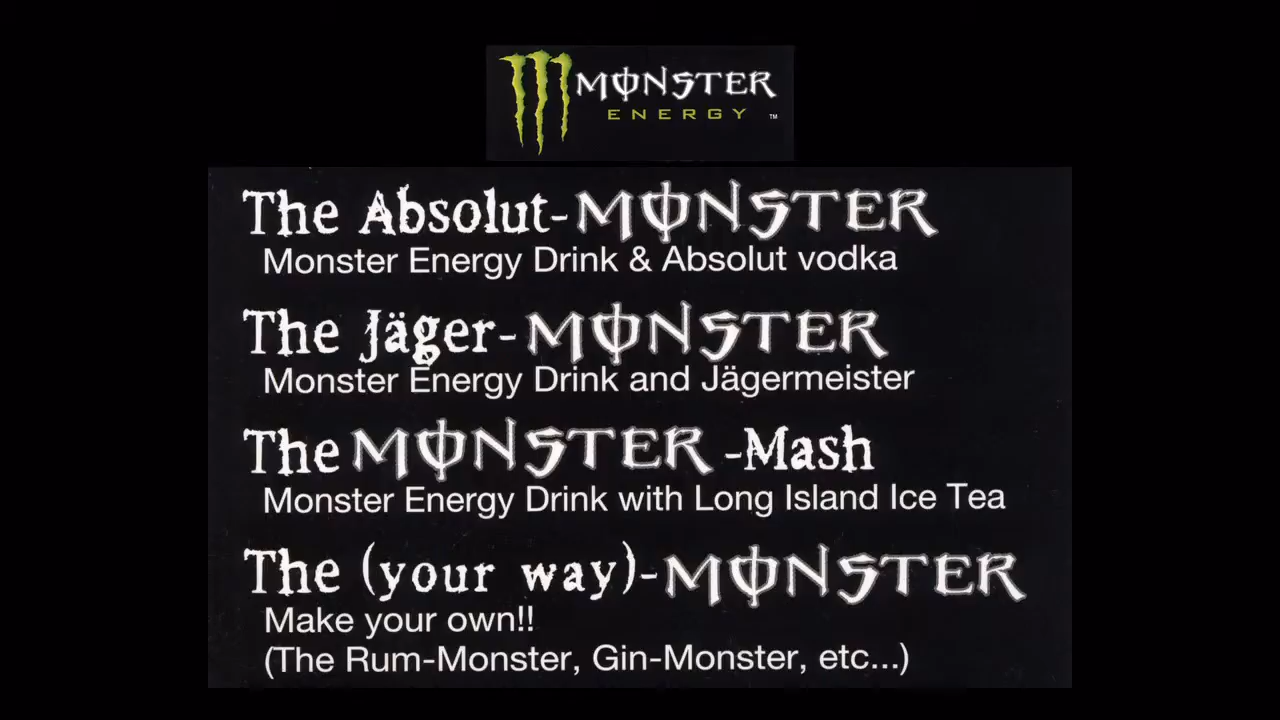 MONSTER
ENERGY ™
The Absolut-MONSTER
Monster Energy Drink & Absolut vodka
The Jäger-MONSTER
Monster Energy Drink and Jägermeister
The MONSTER -Mash
Monster Energy Drink with Long Island Ice Tea
The (your way)-MONSTER
Make your own!!
(The Rum-Monster, Gin-Monster, etc...)